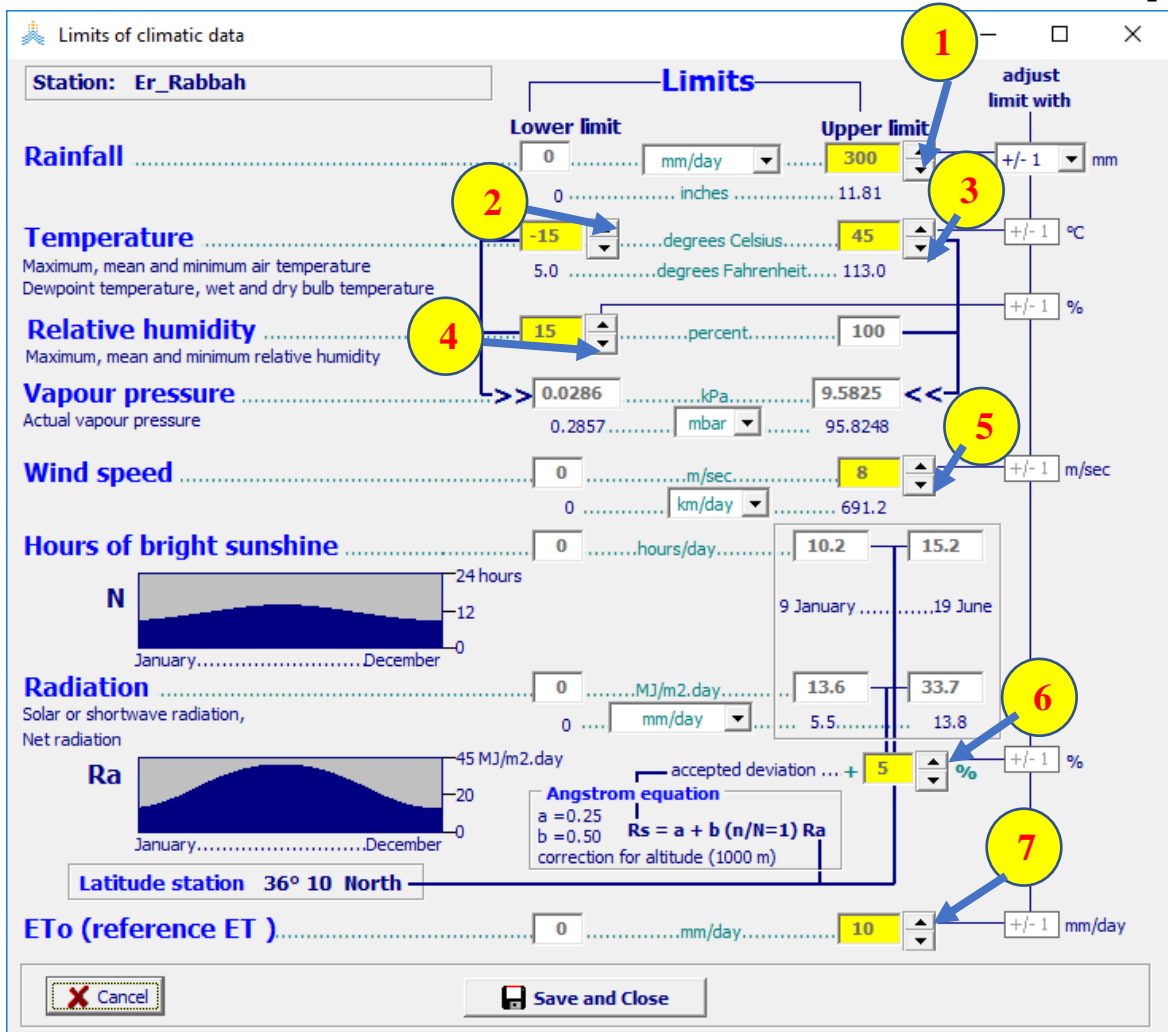 Limits of climatic data
1
Station: Er_Rabbah
Limits
adjust
limit with
Lower limit
Upper limit
Rainfall 0 mm/day 300 +/- 1 mm
0 inches 11.81
2
3
Temperature -15 degrees Celsius 45 +/- 1 ºC
Maximum, mean and minimum air temperature
5.0 degrees Fahrenheit 113.0
Dewpoint temperature, wet and dry bulb temperature
+/- 1 %
4
Relative humidity 15 percent 100
Maximum, mean and minimum relative humidity
Vapour pressure >> 0.0286 kPa 9.5825 <<
Actual vapour pressure
0.2857 mbar 95.8248
5
Wind speed 0 m/sec 8 +/- 1 m/sec
0 km/day 691.2
Hours of bright sunshine 0 hours/day 10.2 15.2
24 hours
N
12
9 January 19 June
0
January December
Radiation 0 MJ/m2.day 13.6 33.7
6
Solar or shortwave radiation,
0 mm/day 5.5 13.8
Net radiation
45 MJ/m2.day
Ra
accepted deviation ... + 5 % +/- 1 %
20
Angstrom equation
a =0.25
b =0.50 Rs = a + b (n/N=1) Ra
0
January December
correction for altitude (1000 m)
7
Latitude station 36º 10 North
ETo (reference ET ) 0 mm/day 10 +/- 1 mm/day
Cancel
Save and Close